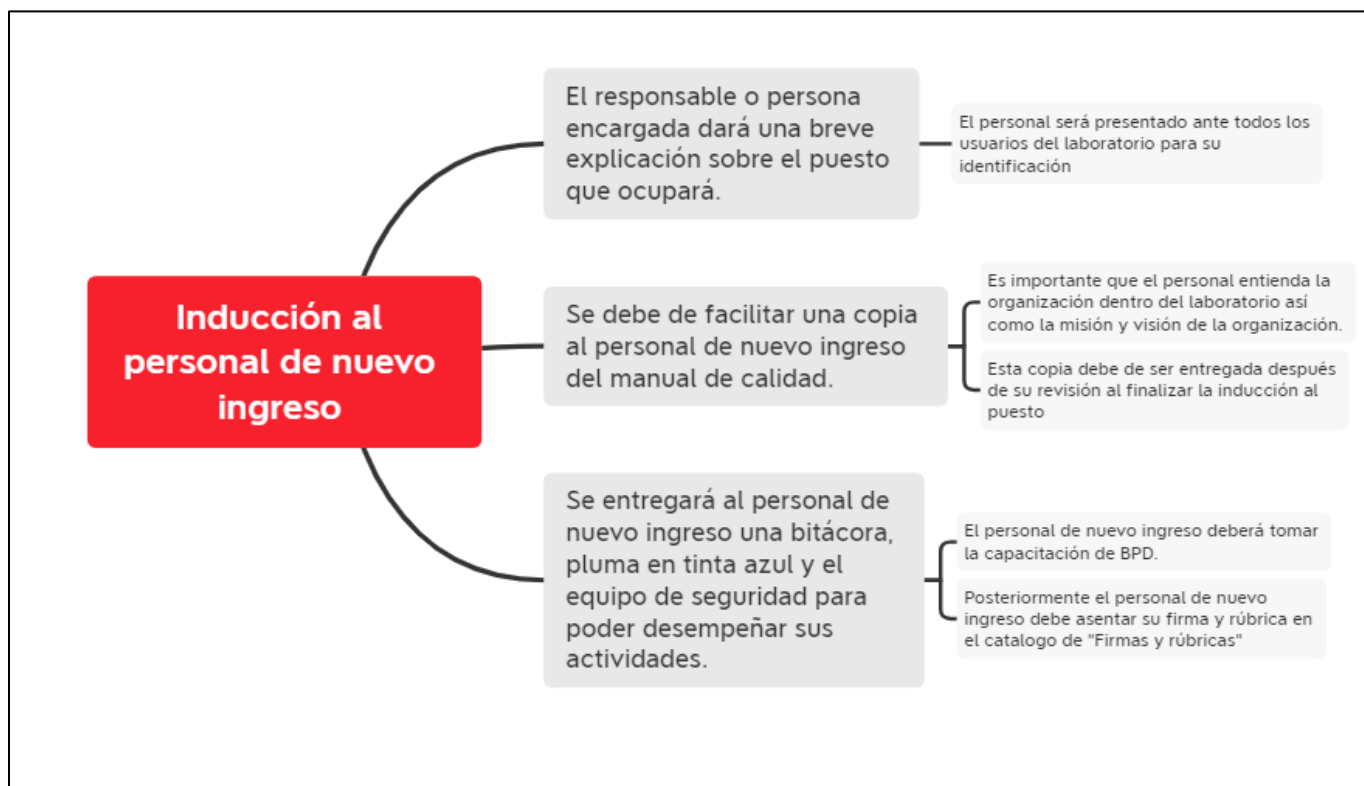 El responsable o persona
encargada dará una breve
explicación sobre el puesto
que ocupará.
El personal será presentado ante todos los
usuarios del laboratorio para su
identificación
Inducción al
personal de nuevo
ingreso
Se debe de facilitar una copia
al personal de nuevo ingreso
del manual de calidad.
Es importante que el personal entienda la
organización dentro del laboratorio así
como la misión y visión de la organización.
Esta copia debe de ser entregada después
de su revisión al finalizar la inducción al
puesto
Se entregará al personal de
nuevo ingreso una bitácora,
pluma en tinta azul y el
equipo de seguridad para
poder desempeñar sus
actividades.
El personal de nuevo ingreso deberá tomar
la capacitación de BPD.
Posteriormente el personal de nuevo
ingreso debe asentar su firma y rúbrica en
el catalogo de "Firmas y rúbricas"